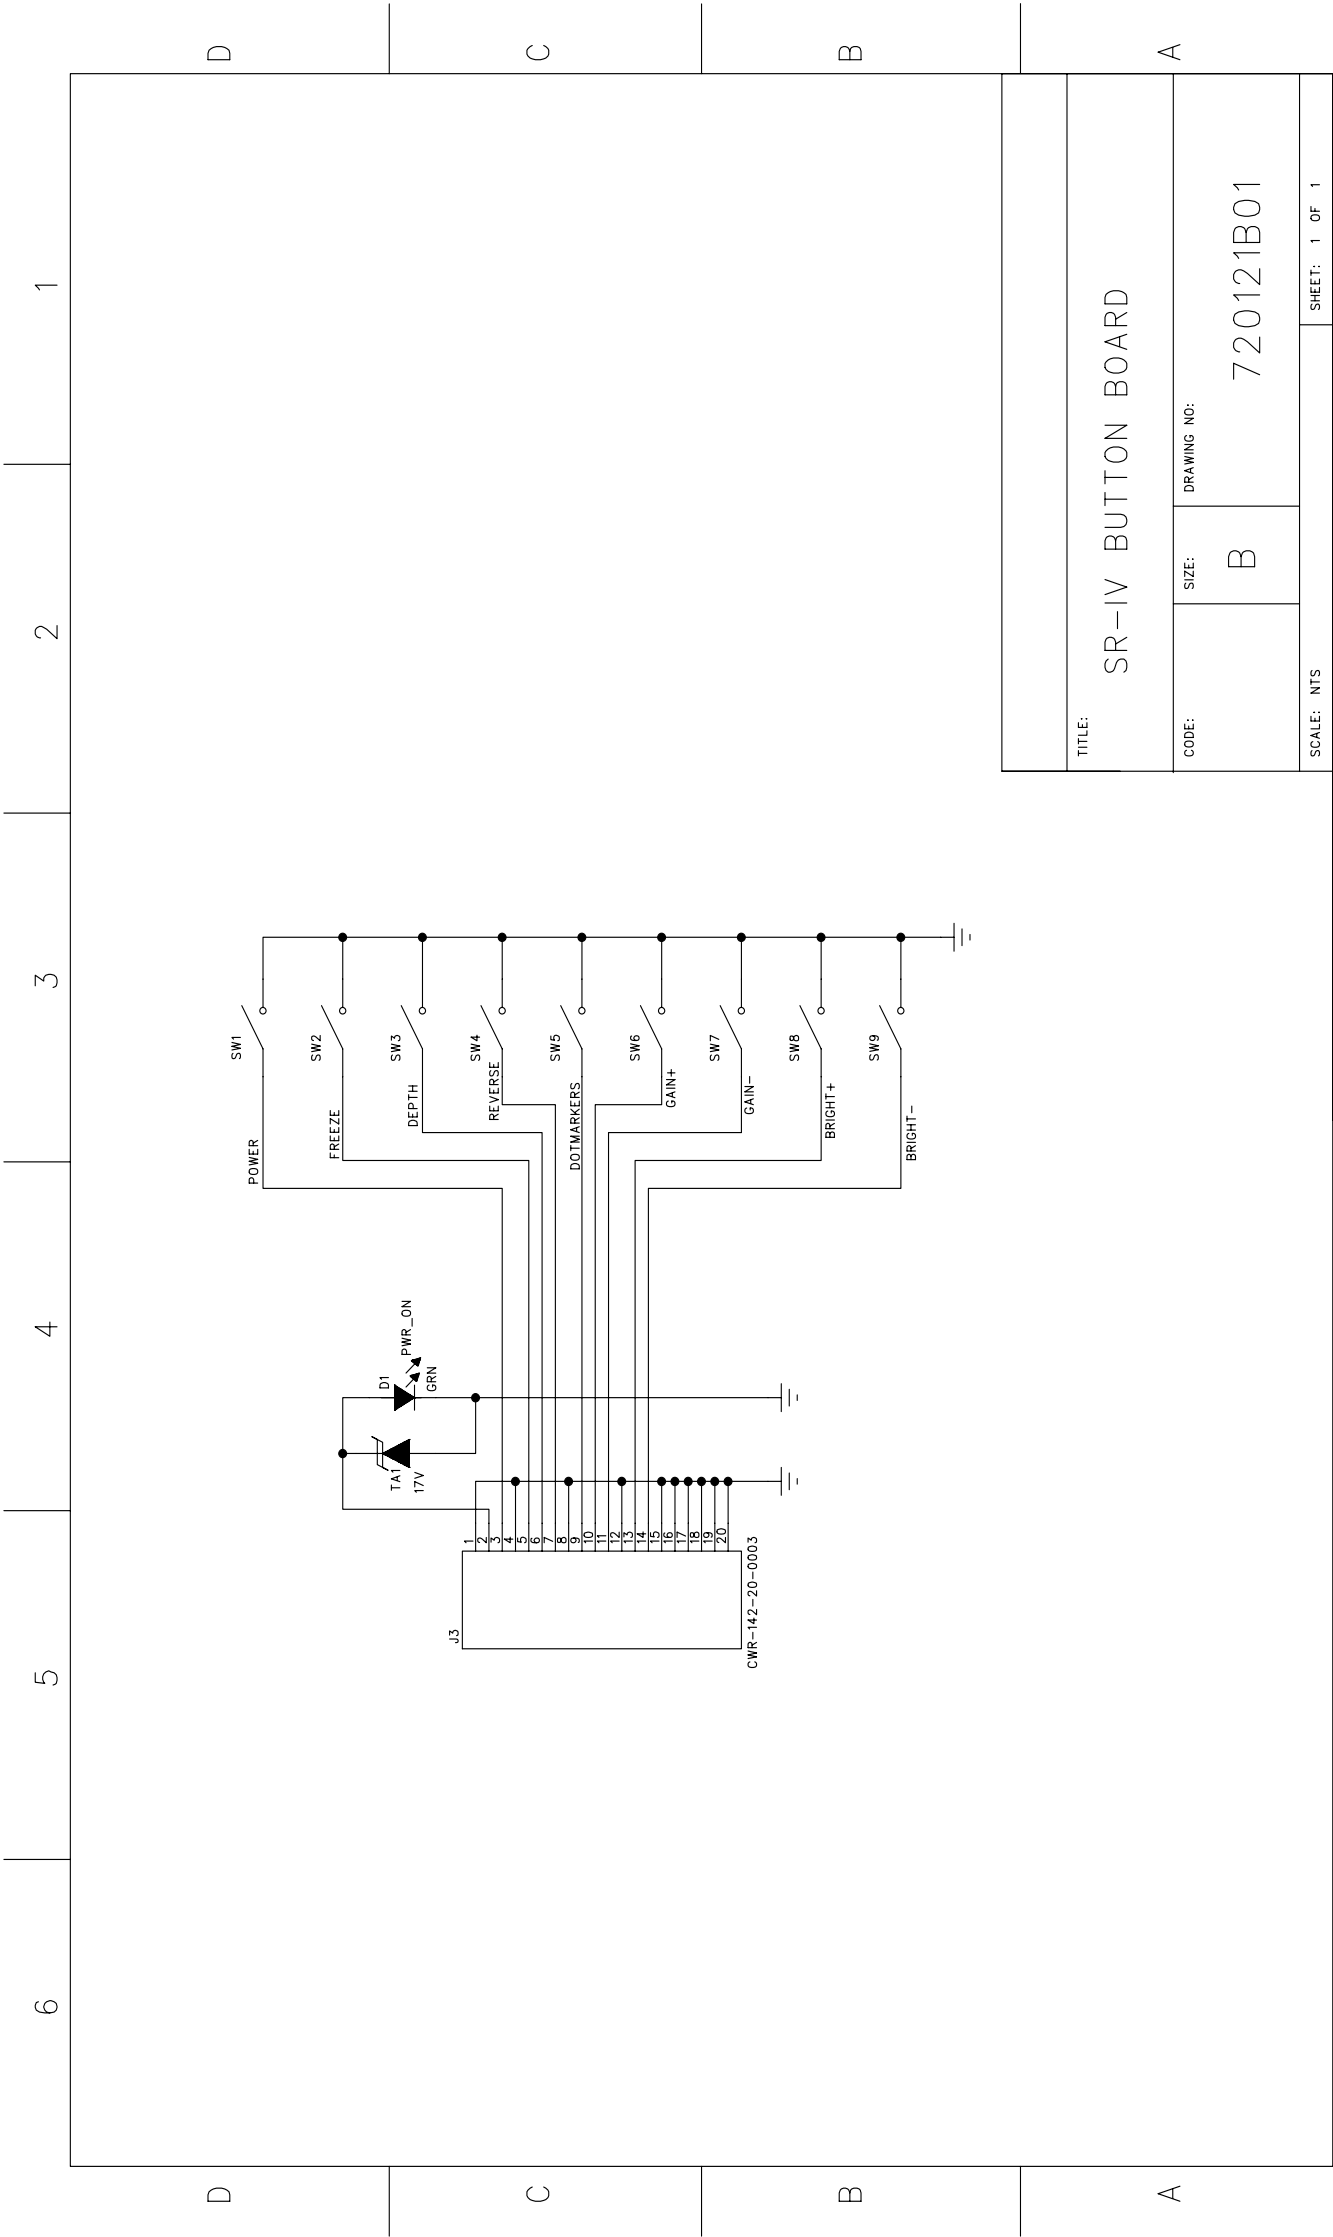 6
5
4
3
2
1
D
D
C
C
B
B
A
A
SW1
POWER
SW2
FREEZE
SW3
DEPTH
SW4
REVERSE
SW5
DOTMARKERS
SW6
GAIN+
SW7
GAIN-
SW8
BRIGHT+
SW9
BRIGHT-
D1
PWR_ON
GRN
TA1
17V
J3
1
2
3
4
5
6
7
8
9
10
11
12
13
14
15
16
17
18
19
20
CWR-142-20-0003
TITLE:
SR-IV BUTTON BOARD
CODE:
SIZE:
B
DRAWING NO:
720121B01
SCALE: NTS
SHEET: 1 OF 1